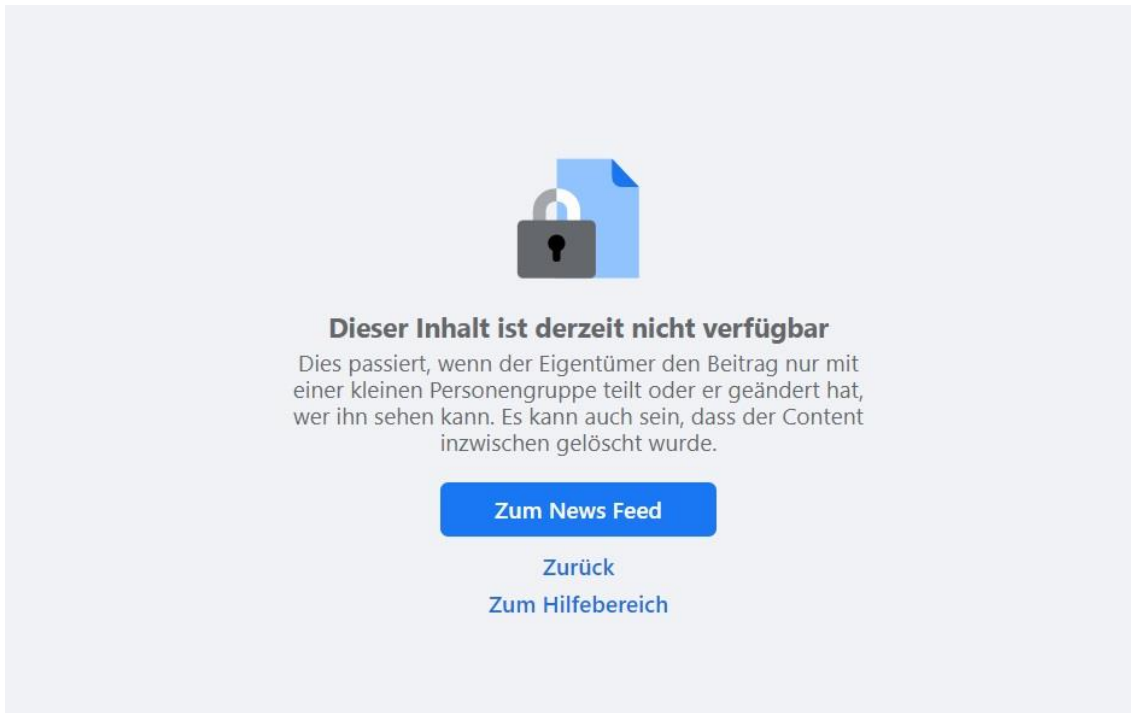 Dieser Inhalt ist derzeit nicht verfügbar
Dies passiert, wenn der Eigentümer den Beitrag nur mit
einer kleinen Personengruppe teilt oder er geändert hat,
wer ihn sehen kann. Es kann auch sein, dass der Content
inzwischen gelöscht wurde.
Zum News Feed
Zurück
Zum Hilfebereich